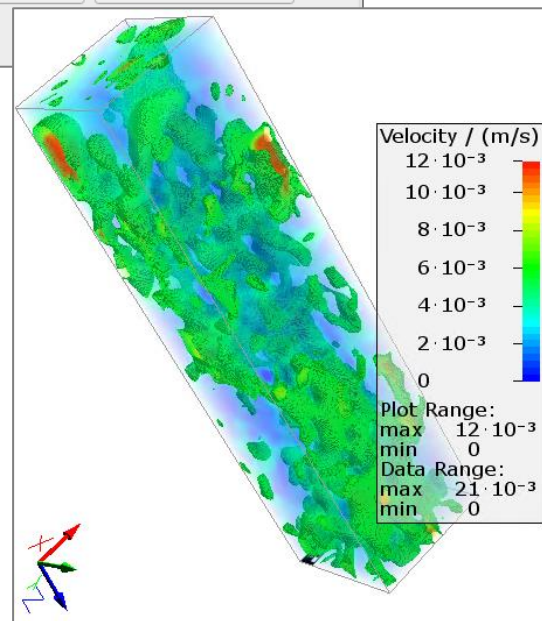 Velocity / (m/s)
12·10⁻³
10·10⁻³
8·10⁻³
6·10⁻³
4·10⁻³
2·10⁻³
0
Plot Range:
max 12·10⁻³
min 0
Data Range:
max 21·10⁻³
min 0
X
Y
Z